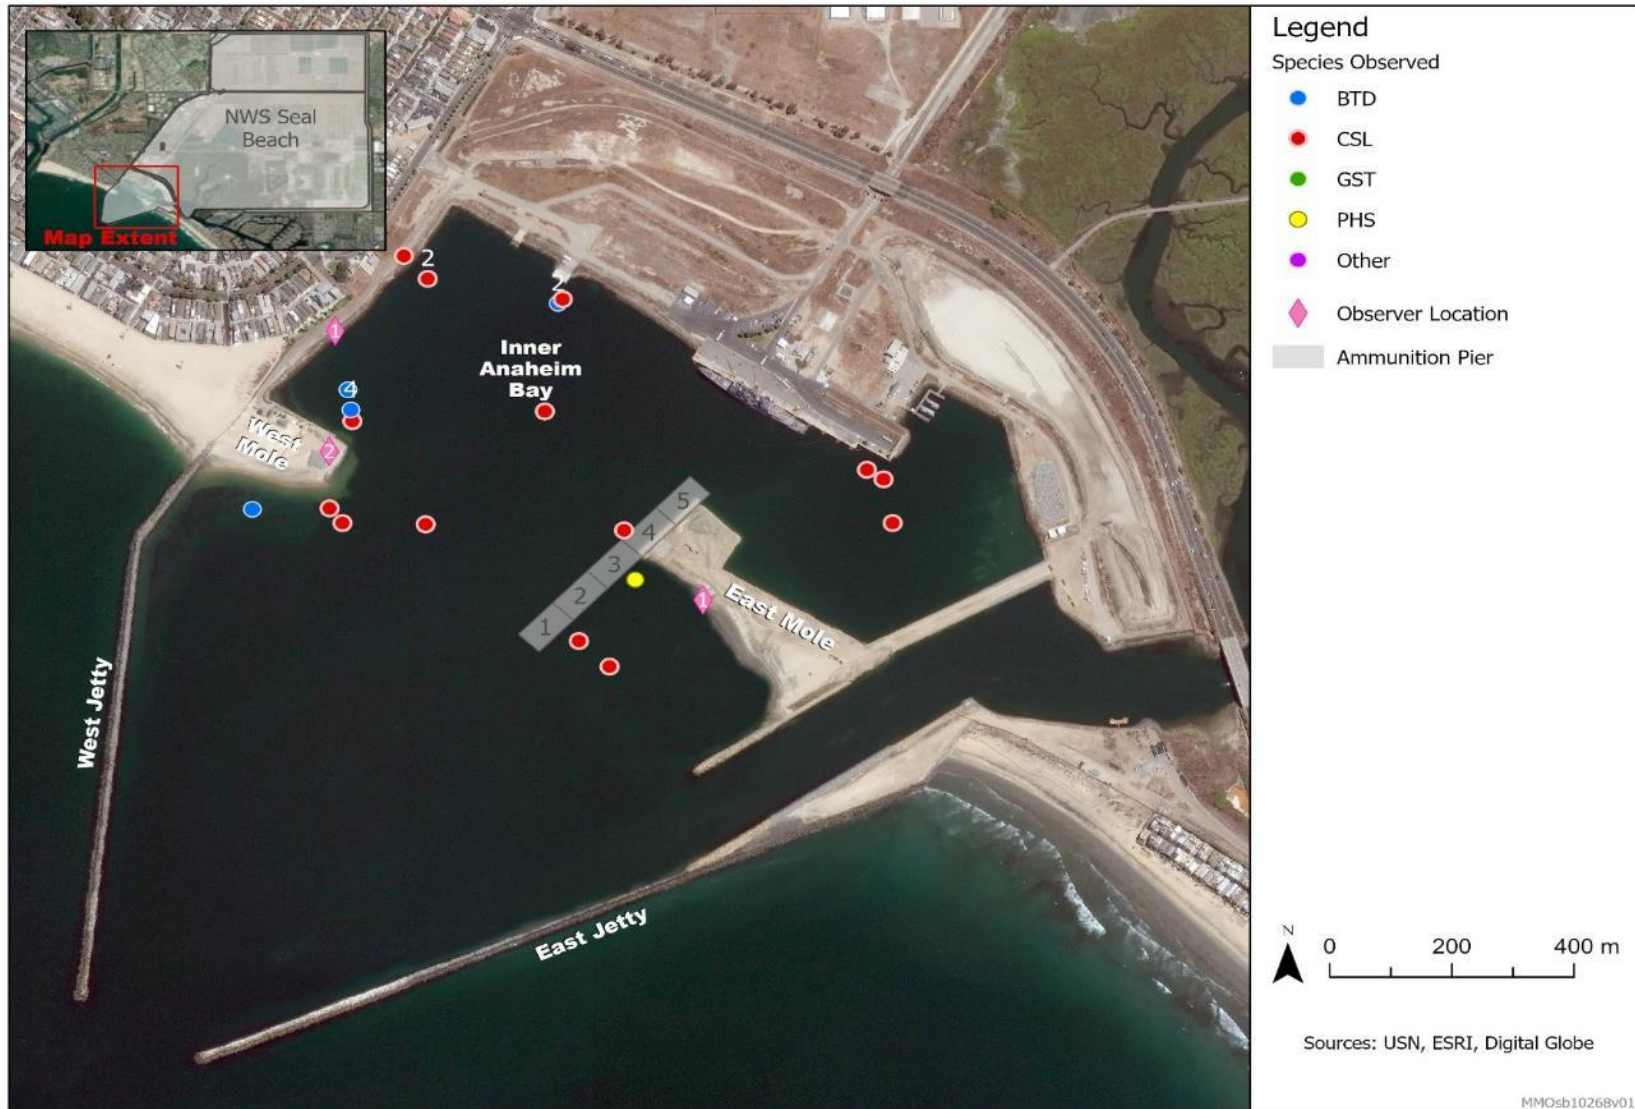 NWS Seal
Beach
Map Extent
2
2
1
Inner
Anaheim
Bay
4
West
Mole
2
5
4
3
2
1
1
East Mole
West Jetty
East Jetty
Legend
Species Observed
BTD
CSL
GST
PHS
Other
Observer Location
Ammunition Pier
N
0 200 400 m
Sources: USN, ESRI, Digital Globe
MMOsb10268v01